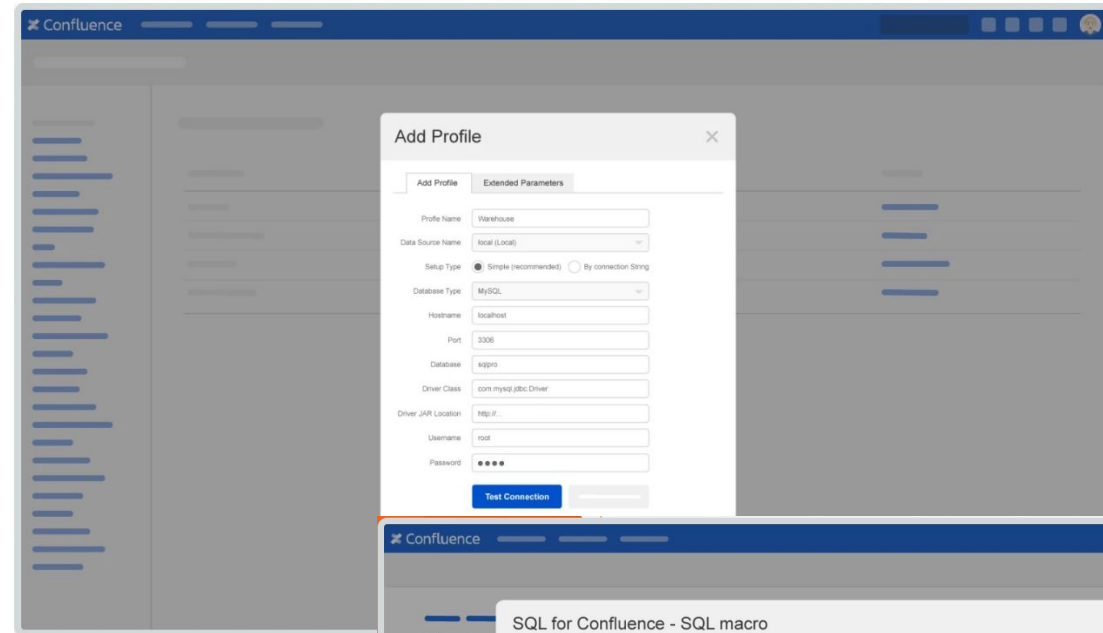 Confluence
Add Profile
Add Profile Extended Parameters
Profle Name Warehouse
Data Source Name local (Local)
Setup Type Simple (recommended) By connection String
Database Type MySQL
Hostname localhost
Port 3306
Database sqlpro
Driver Class com.mysql.jdbc.Driver
Driver JAR Location http://...
Username root
Password
Test Connection
Confluence
SQL for Confluence - SQL macro